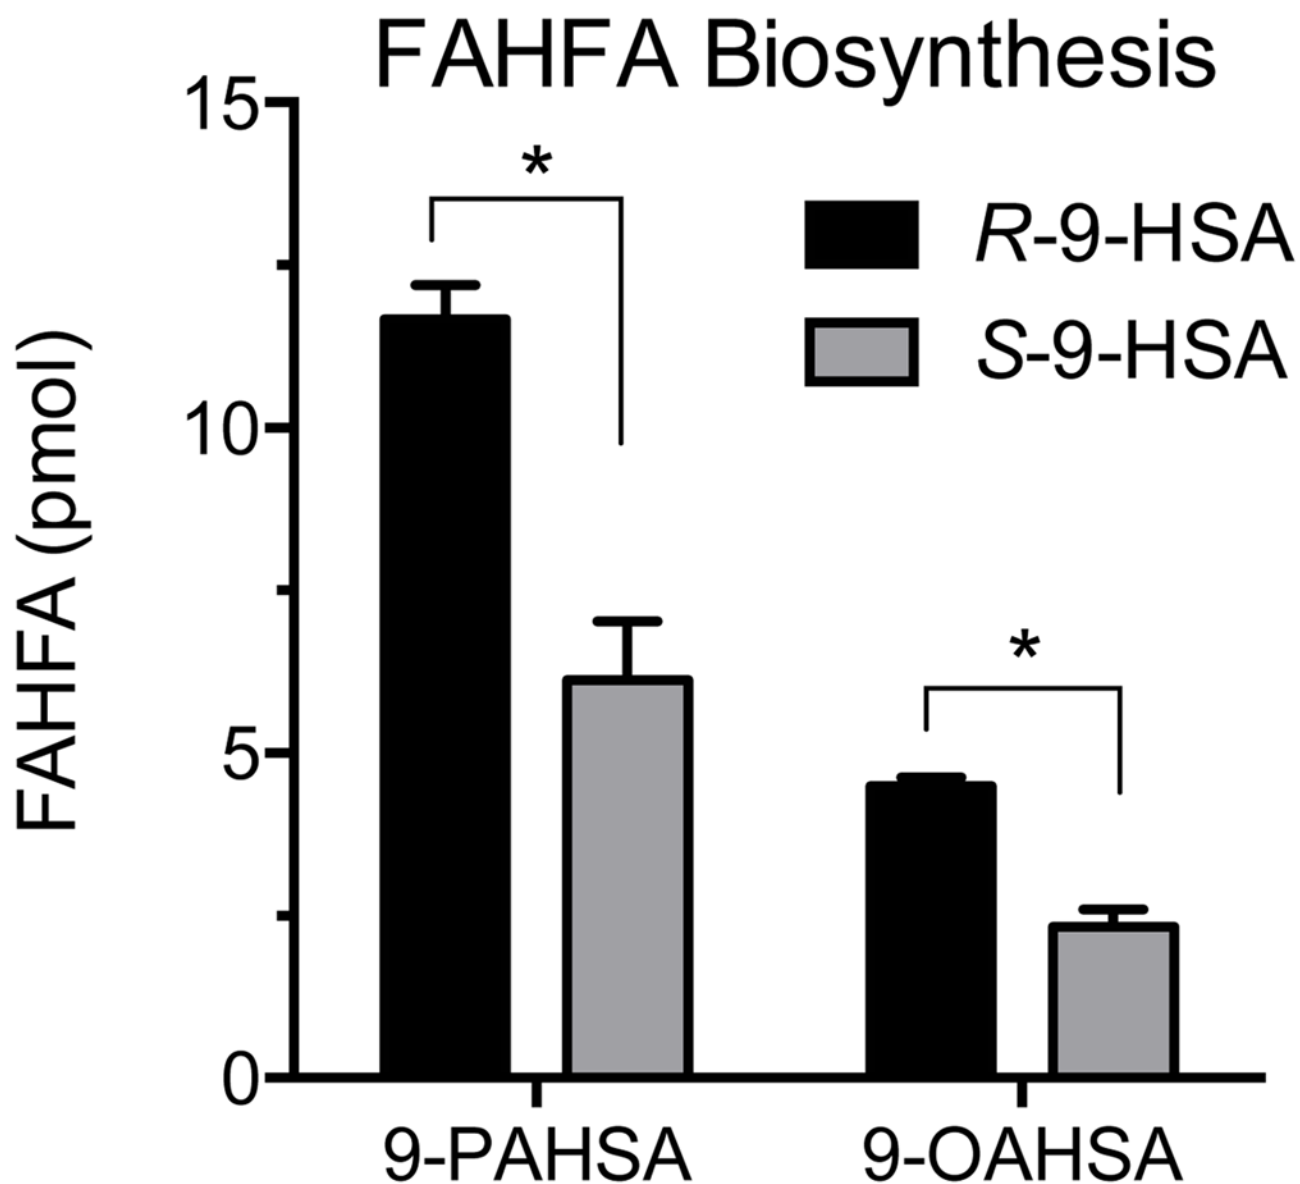 FAHFA Biosynthesis
FAHFA (pmol)
15
10
5
0
*
*
R-9-HSA
S-9-HSA
9-PAHSA
9-OAHSA